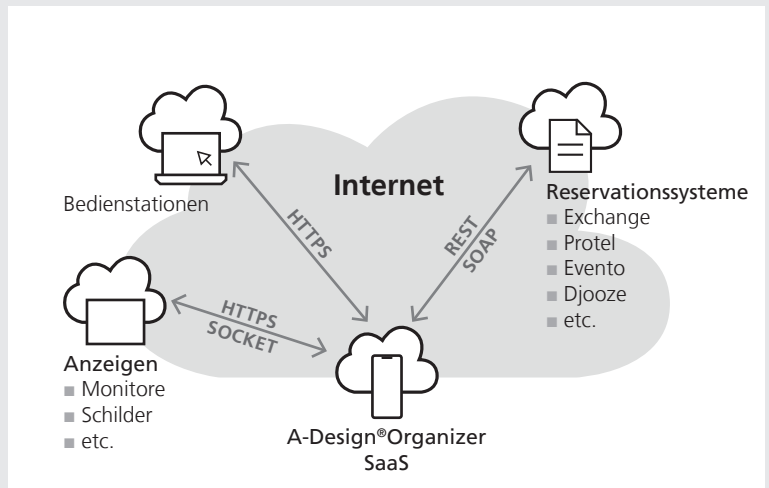 Internet
Bedienstationen
HTTPS
REST
SOAP
Reservationssysteme
■ Exchange
■ Protel
■ Evento
■ Djooze
■ etc.
HTTPS
SOCKET
Anzeigen
■ Monitore
■ Schilder
■ etc.
A-Design®Organizer
SaaS